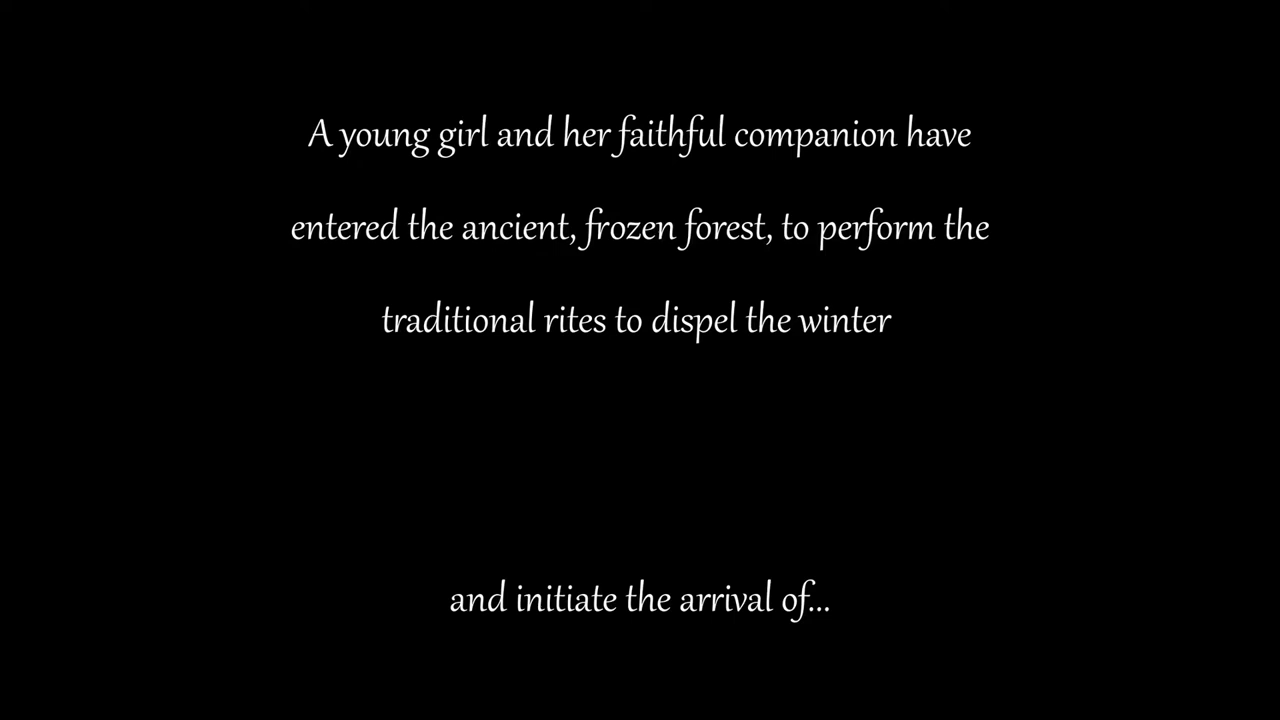 A young girl and her faithful companion have
entered the ancient, frozen forest, to perform the
traditional rites to dispel the winter
and initiate the arrival of...